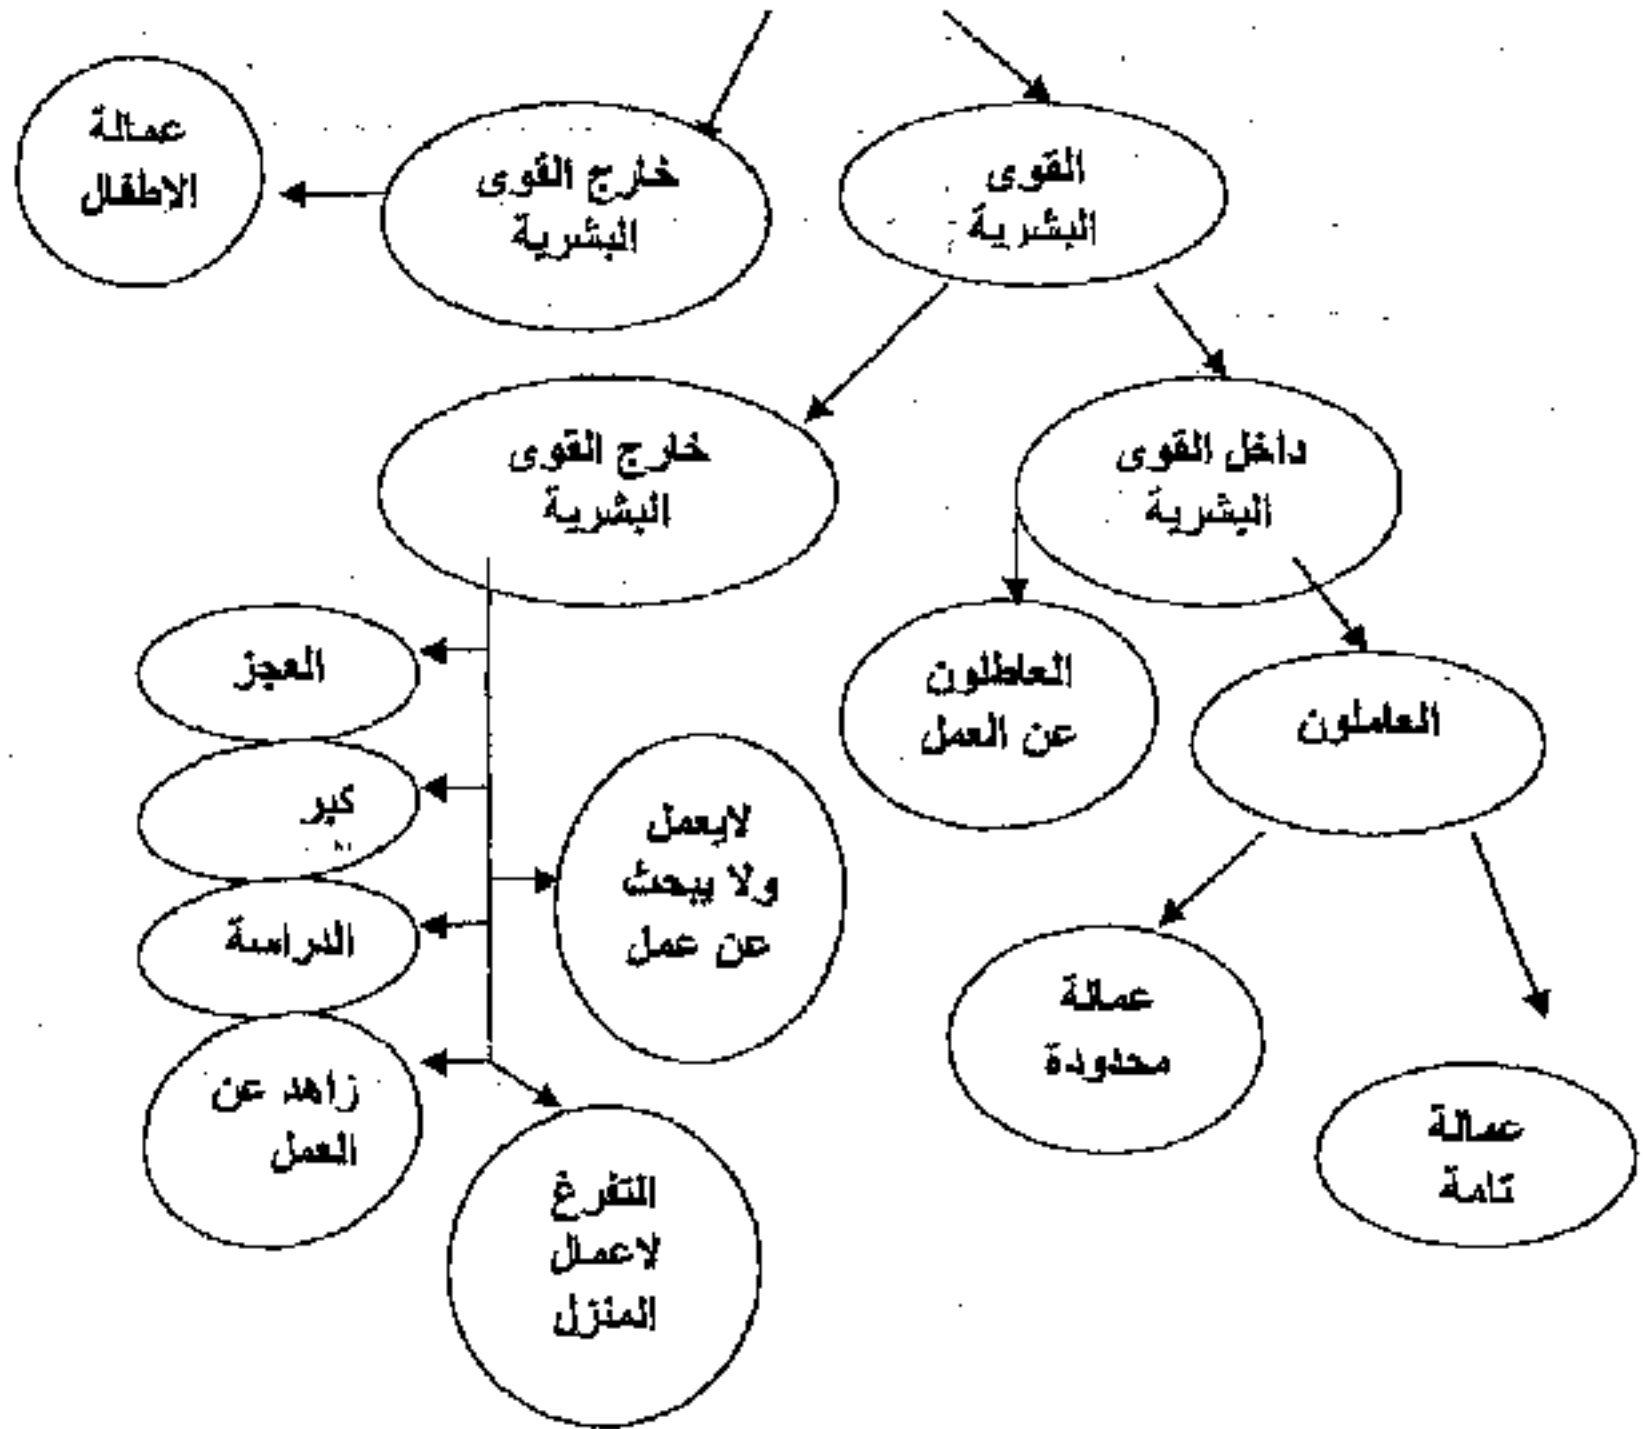 القوى
البشرية
خارج القوى
البشرية
عمالة
الاطفال
داخل القوى
البشرية
خارج القوى
البشرية
العاملون
العاطلون
عن العمل
العجز
كبر
لايعمل
ولا يبحث
عن عمل
الدراسة
زاهد عن
العمل
عمالة
محدودة
عمالة
تامة
التفرغ
لاعمال
المنزل